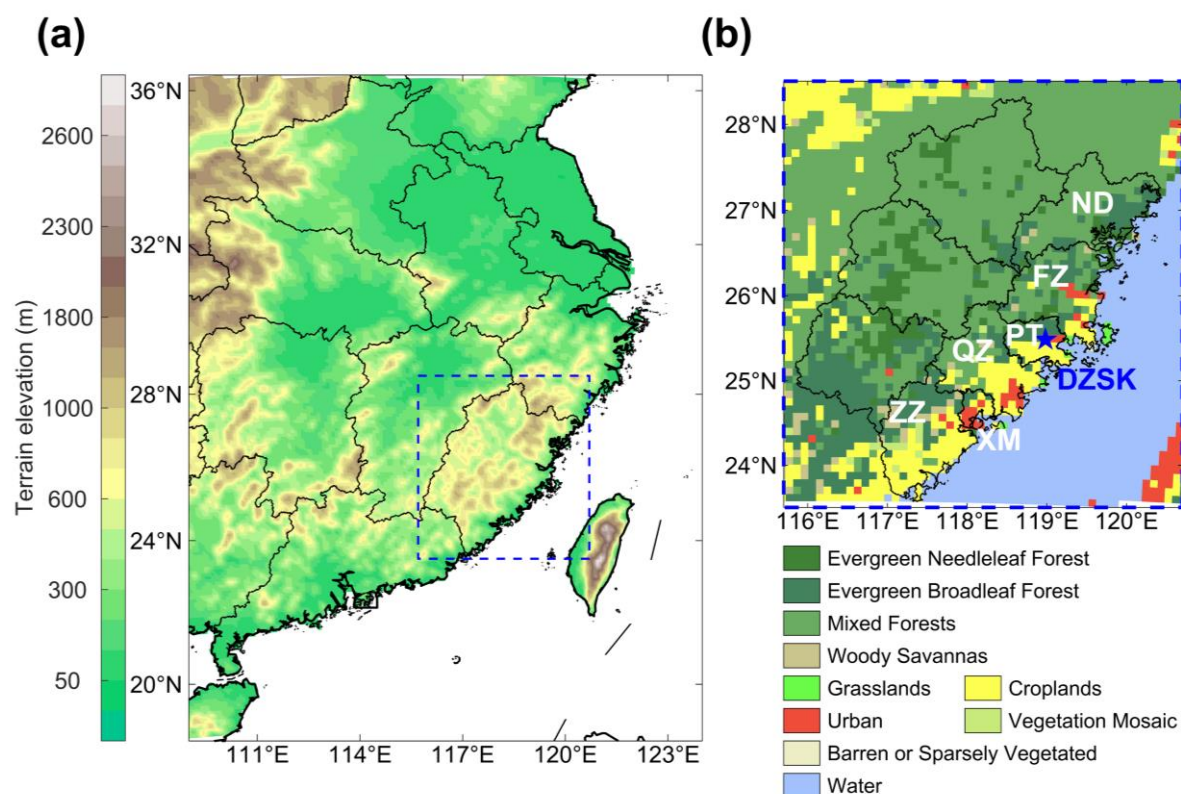 (a)
(b)
Terrain elevation (m)
2600
2300
1800
1000
600
300
50
36°N
32°N
28°N
24°N
20°N
111°E 114°E 117°E 120°E 123°E
28°N
27°N
26°N
25°N
24°N
116°E 117°E 118°E 119°E 120°E
ND
FZ
PT
QZ
DZSK
ZZ
XM
Evergreen Needleleaf Forest
Evergreen Broadleaf Forest
Mixed Forests
Woody Savannas
Grasslands Croplands
Urban Vegetation Mosaic
Barren or Sparsely Vegetated
Water